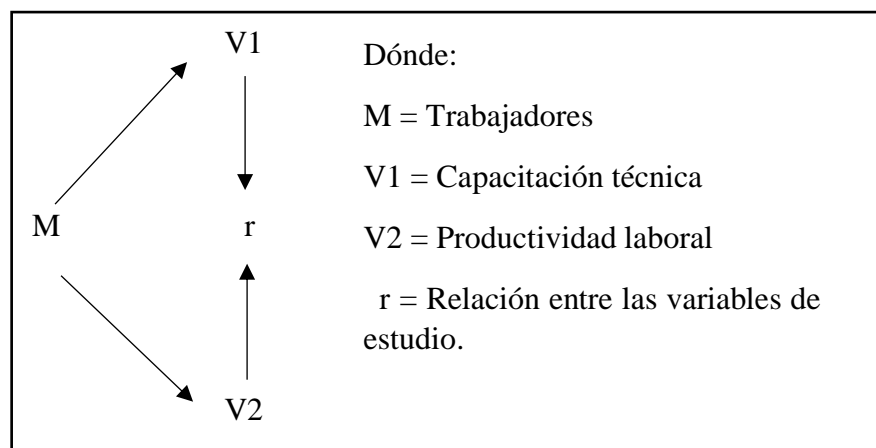 V1
M
r
V2
Dónde:
M = Trabajadores
V1 = Capacitación técnica
V2 = Productividad laboral
r = Relación entre las variables de
estudio.